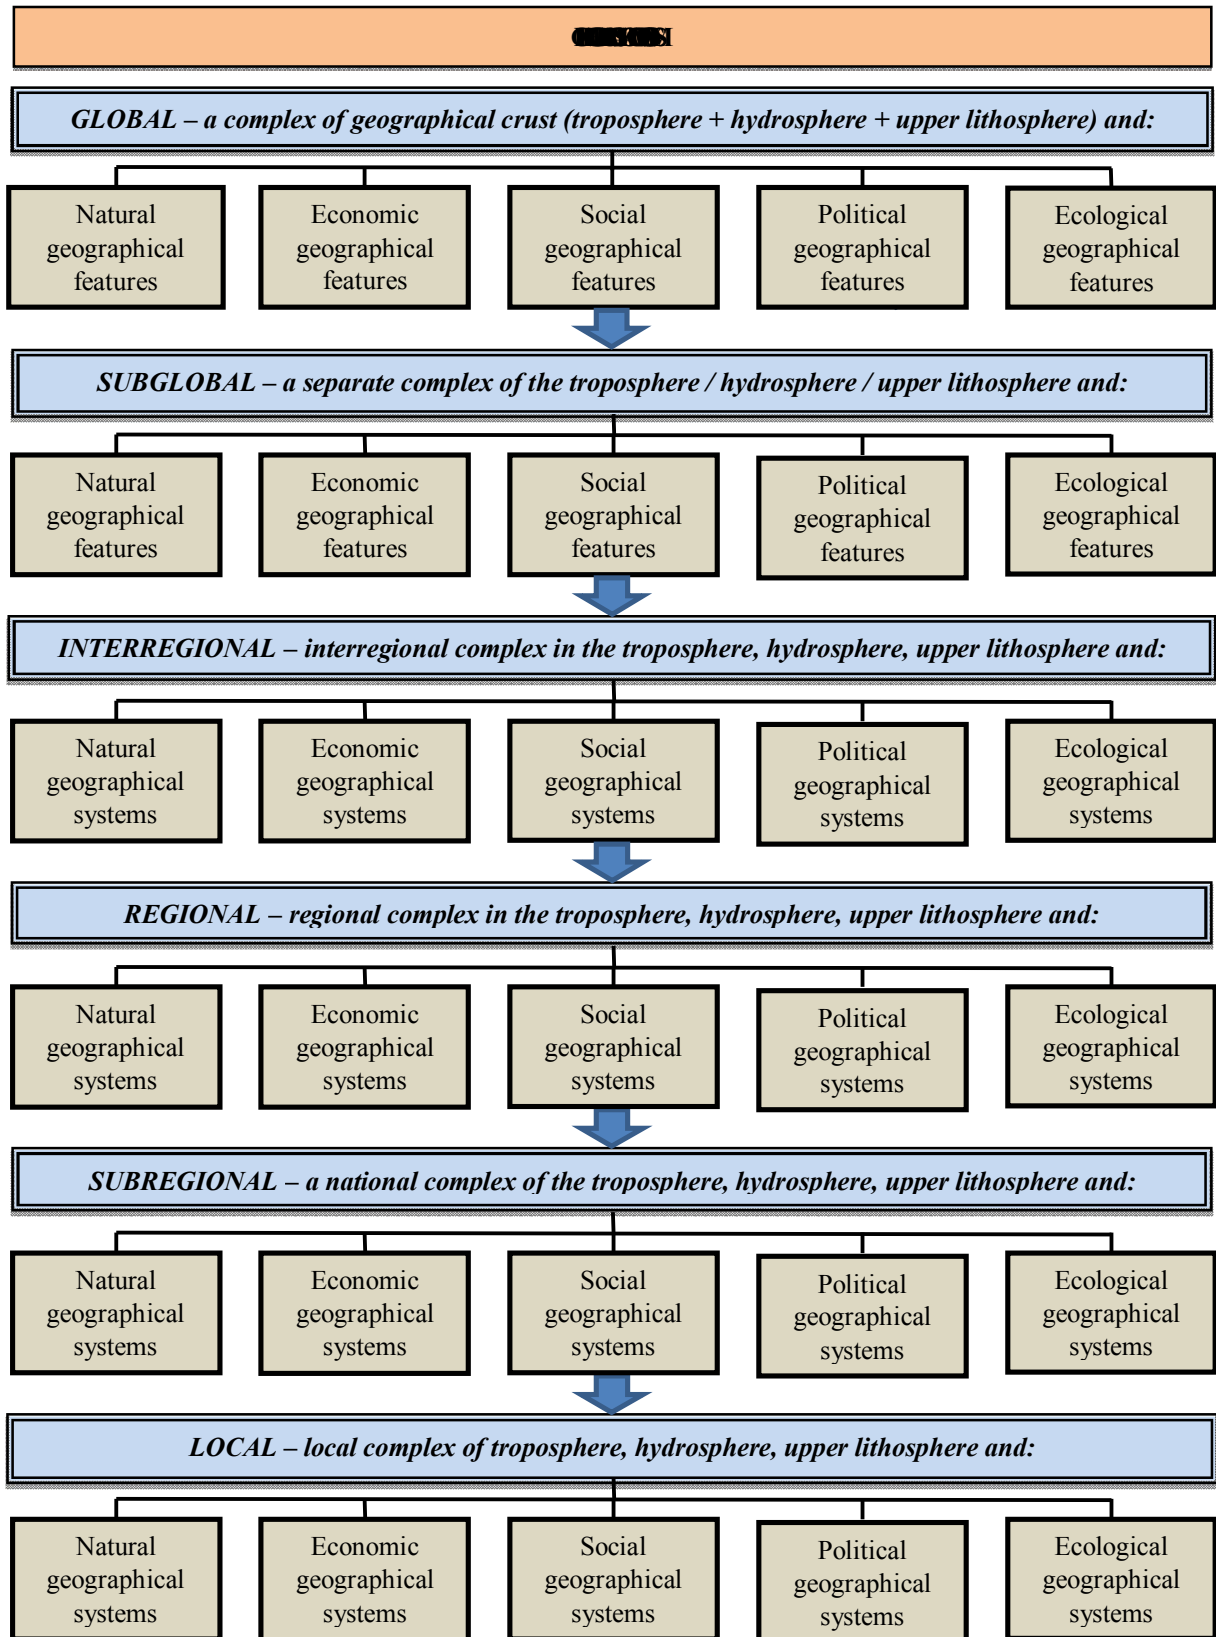 GLOBAL – a complex of geographical crust (troposphere + hydrosphere + upper lithosphere) and:
Natural
geographical
features
Economic
geographical
features
Social
geographical
features
Political
geographical
features
Ecological
geographical
features
SUBGLOBAL – a separate complex of the troposphere / hydrosphere / upper lithosphere and:
Natural
geographical
features
Economic
geographical
features
Social
geographical
features
Political
geographical
features
Ecological
geographical
features
INTERREGIONAL – interregional complex in the troposphere, hydrosphere, upper lithosphere and:
Natural
geographical
systems
Economic
geographical
systems
Social
geographical
systems
Political
geographical
systems
Ecological
geographical
systems
REGIONAL – regional complex in the troposphere, hydrosphere, upper lithosphere and:
Natural
geographical
systems
Economic
geographical
systems
Social
geographical
systems
Political
geographical
systems
Ecological
geographical
systems
SUBREGIONAL – a national complex of the troposphere, hydrosphere, upper lithosphere and:
Natural
geographical
systems
Economic
geographical
systems
Social
geographical
systems
Political
geographical
systems
Ecological
geographical
systems
LOCAL – local complex of troposphere, hydrosphere, upper lithosphere and:
Natural
geographical
systems
Economic
geographical
systems
Social
geographical
systems
Political
geographical
systems
Ecological
geographical
systems